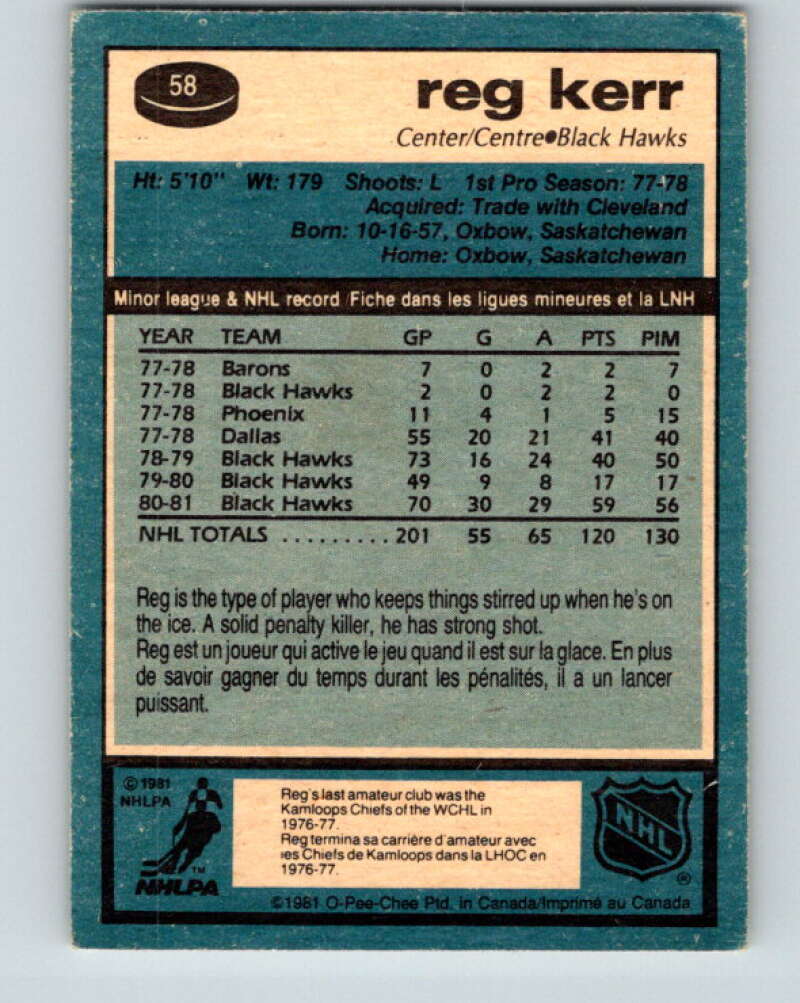 58
reg kerr
Center/Centre●Black Hawks
Ht: 5'10" Wt: 179 Shoots: L 1st Pro Season: 77-78
Acquired: Trade with Cleveland
Born: 10-16-57, Oxbow, Saskatchewan
Home: Oxbow, Saskatchewan
Minor league & NHL record/Fiche dans les ligues mineures et la LNH
YEAR TEAM GP G A PTS PIM
77-78 Barons 7 0 2 2 7
77-78 Black Hawks 2 0 2 2 0
77-78 Phoenix 11 4 1 5 15
77-78 Dallas 55 20 21 41 40
78-79 Black Hawks 73 16 24 40 50
79-80 Black Hawks 49 9 8 17 17
80-81 Black Hawks 70 30 29 59 56
NHL TOTALS ......... 201 55 65 120 130
Reg is the type of player who keeps things stirred up when he's on
the ice. A solid penalty killer, he has strong shot.
Reg est un joueur qui active le jeu quand il est sur la glace. En plus
de savoir gagner du temps durant les pénalités, il a un lancer
puissant.
© 1981
NHLPA
TM
NHLPA
Reg's last amateur club was the
Kamloops Chiefs of the WCHL in
1976-77.
Reg termina sa carrière d'amateur avec
les Chiefs de Kamloops dans la LHOC en
1976-77.
NHL
®
©1981 O-Pee-Chee Ptd. in Canada/Imprimé au Canada